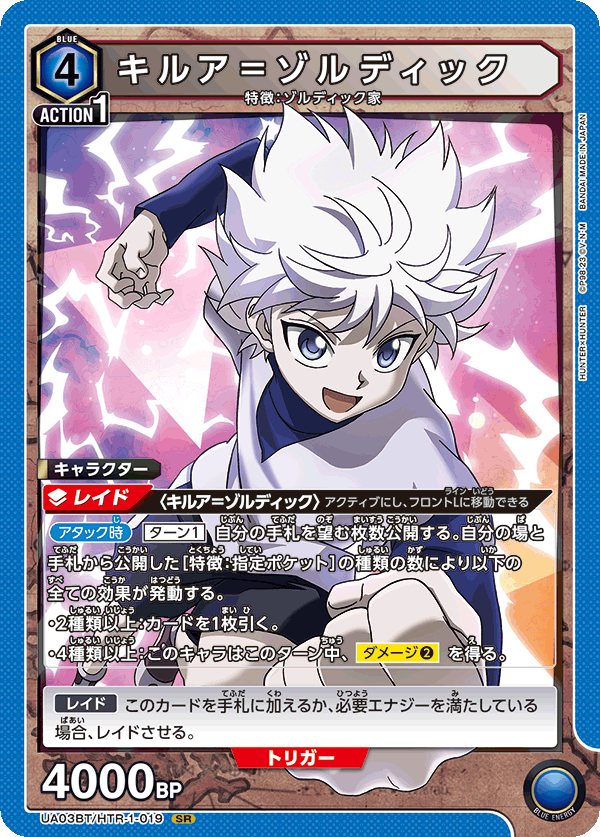 BLUE
4
キルア＝ゾルディック
ACTION 1
特徴：ゾルディック家
HUNTER×HUNTER ©P98-23 ©V･N･M BANDAI MADE IN JAPAN
キャラクター
レイド 〈キルア＝ゾルディック〉 アクティブにし、フロントLに移動できる
アタック時 ターン1 自分の手札を望む枚数公開する。自分の場と
手札から公開した［特徴：指定ポケット］の種類の数により以下の
全ての効果が発動する。
・2種類以上：カードを1枚引く。
・4種類以上：このキャラはこのターン中、 ダメージ❷ を得る。
レイド このカードを手札に加えるか、必要エナジーを満たしている
場合、レイドさせる。
トリガー
4000BP
BLUE ENERGY
UA03BT/HTR-1-019 SR